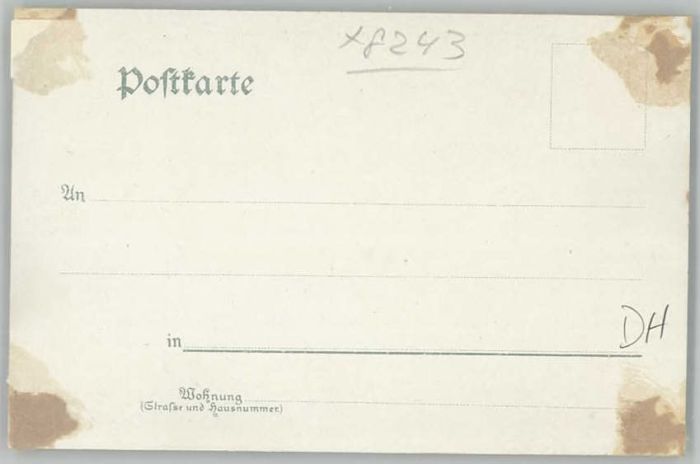 x8243
Postkarte
An
in
DH
Wohnung
(Straſse und Hausnummer.)